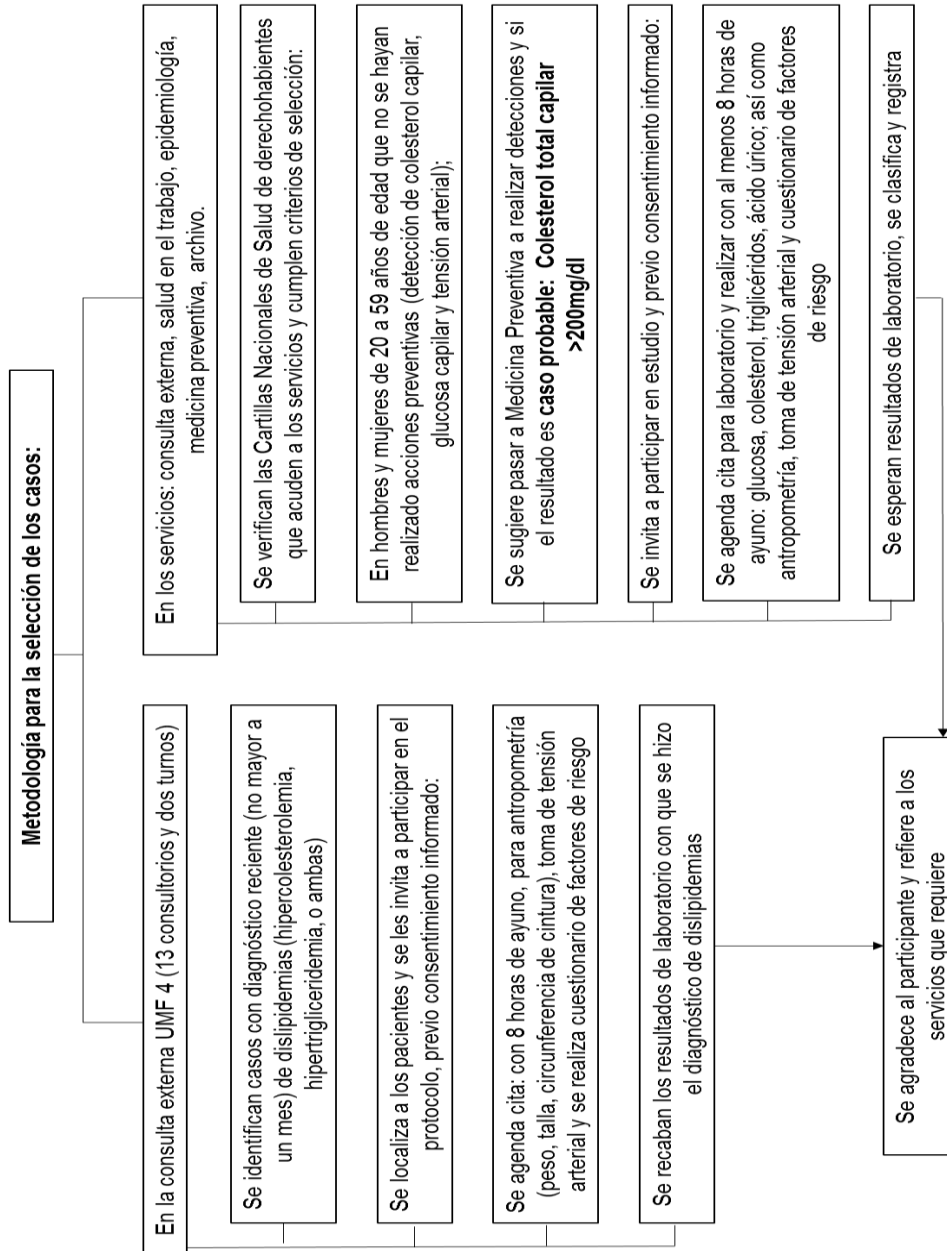 Metodología para la selección de los casos:
En la consulta externa UMF 4 (13 consultorios y dos turnos)
Se identifican casos con diagnóstico reciente (no mayor a
un mes) de dislipidemias (hipercolesterolemia,
hipertrigliceridemia, o ambas)
Se localiza a los pacientes y se les invita a participar en el
protocolo, previo consentimiento informado:
Se agenda cita: con 8 horas de ayuno, para antropometría
(peso, talla, circunferencia de cintura), toma de tensión
arterial y se realiza cuestionario de factores de riesgo
Se recaban los resultados de laboratorio con que se hizo
el diagnóstico de dislipidemias
En los servicios: consulta externa, salud en el trabajo, epidemiología,
medicina preventiva, archivo.
Se verifican las Cartillas Nacionales de Salud de derechohabientes
que acuden a los servicios y cumplen criterios de selección:
En hombres y mujeres de 20 a 59 años de edad que no se hayan
realizado acciones preventivas (detección de colesterol capilar,
glucosa capilar y tensión arterial);
Se sugiere pasar a Medicina Preventiva a realizar detecciones y si
el resultado es caso probable: Colesterol total capilar
>200mg/dl
Se invita a participar en estudio y previo consentimiento informado:
Se agenda cita para laboratorio y realizar con al menos 8 horas de
ayuno: glucosa, colesterol, triglicéridos, ácido úrico; así como
antropometría, toma de tensión arterial y cuestionario de factores
de riesgo
Se esperan resultados de laboratorio, se clasifica y registra
Se agradece al participante y refiere a los
servicios que requiere